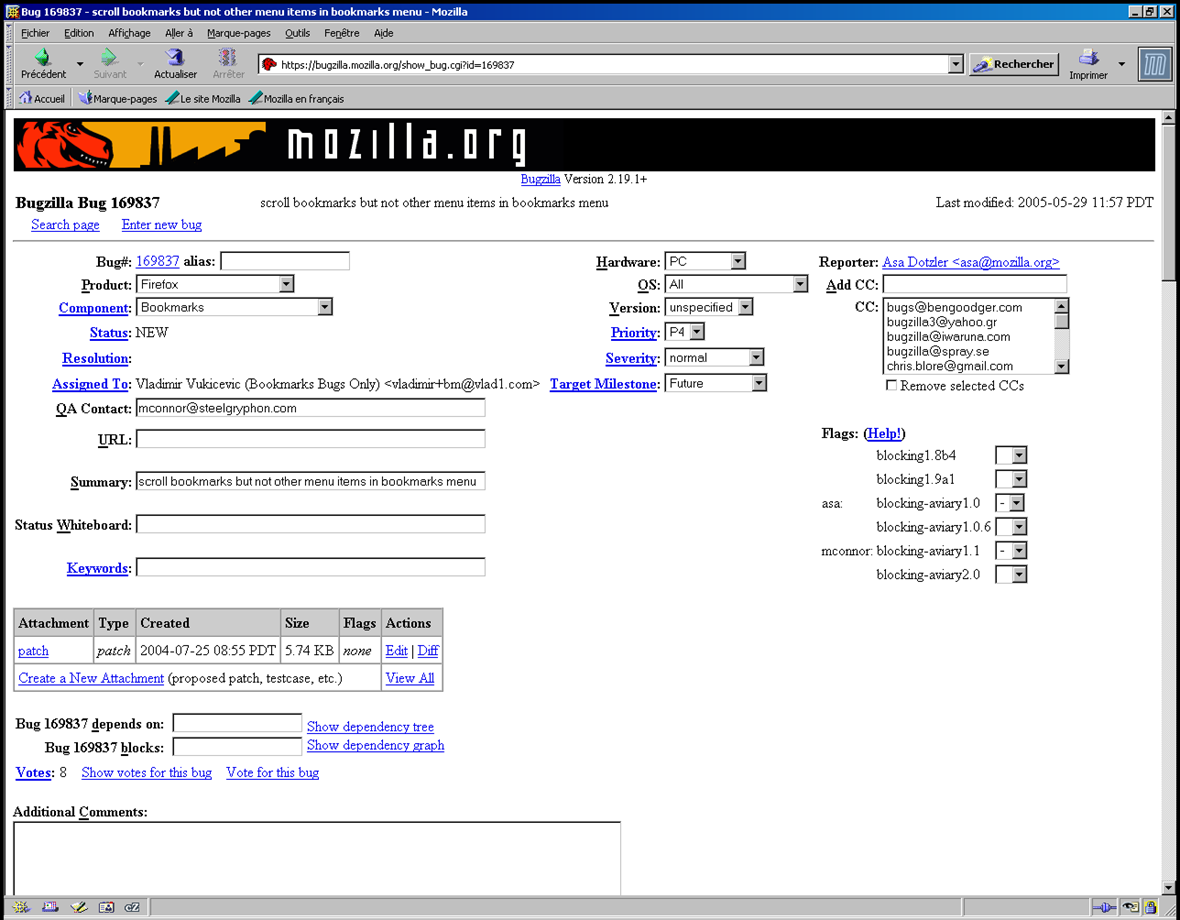 Bug 169837 - scroll bookmarks but not other menu items in bookmarks menu - Mozilla
Fichier Edition Affichage Aller à Marque-pages Outils Fenêtre Aide
Précédent Suivant Actualiser Arrêter https://bugzilla.mozilla.org/show_bug.cgi?id=169837 Rechercher Imprimer
Accueil Marque-pages Le site Mozilla Mozilla en français
mozilla.org
Bugzilla Version 2.19.1+
Bugzilla Bug 169837 scroll bookmarks but not other menu items in bookmarks menu Last modified: 2005-05-29 11:57 PDT
Search page Enter new bug
Bug#: 169837 alias: Hardware: PC Reporter: Asa Dotzler <asa@mozilla.org>
Product: Firefox OS: All Add CC:
Component: Bookmarks Version: unspecified CC: bugs@bengoodger.com
bugzilla3@yahoo.gr
Status: NEW Priority: P4 bugzilla@iwaruna.com
bugzilla@spray.se
Resolution: Severity: normal chris.blore@gmail.com
Assigned To: Vladimir Vukicevic (Bookmarks Bugs Only) <vladimir+bm@vlad1.com> Target Milestone: Future Remove selected CCs
QA Contact: mconnor@steelgryphon.com
URL: Flags: (Help!)
blocking1.8b4
Summary: scroll bookmarks but not other menu items in bookmarks menu blocking1.9a1
asa: blocking-aviary1.0 -
Status Whiteboard: blocking-aviary1.0.6
mconnor: blocking-aviary1.1 -
Keywords: blocking-aviary2.0
Attachment Type Created Size Flags Actions
patch patch 2004-07-25 08:55 PDT 5.74 KB none Edit | Diff
Create a New Attachment (proposed patch, testcase, etc.) View All
Bug 169837 depends on: Show dependency tree
Bug 169837 blocks: Show dependency graph
Votes: 8 Show votes for this bug Vote for this bug
Additional Comments: